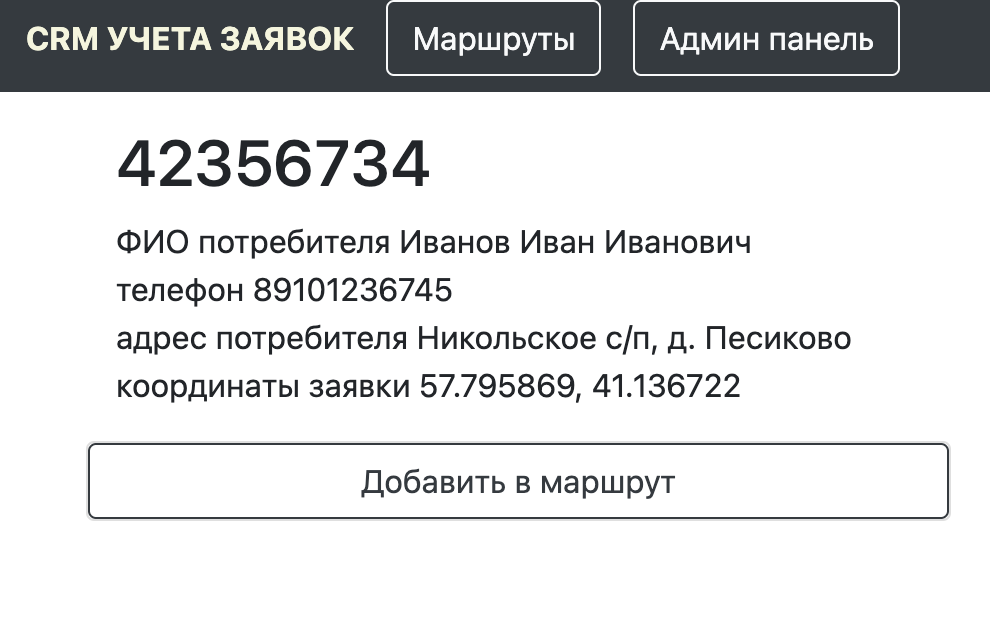 CRM УЧЕТА ЗАЯВОК Маршруты Админ панель
42356734
ФИО потребителя Иванов Иван Иванович
телефон 89101236745
адрес потребителя Никольское с/п, д. Песиково
координаты заявки 57.795869, 41.136722
Добавить в маршрут